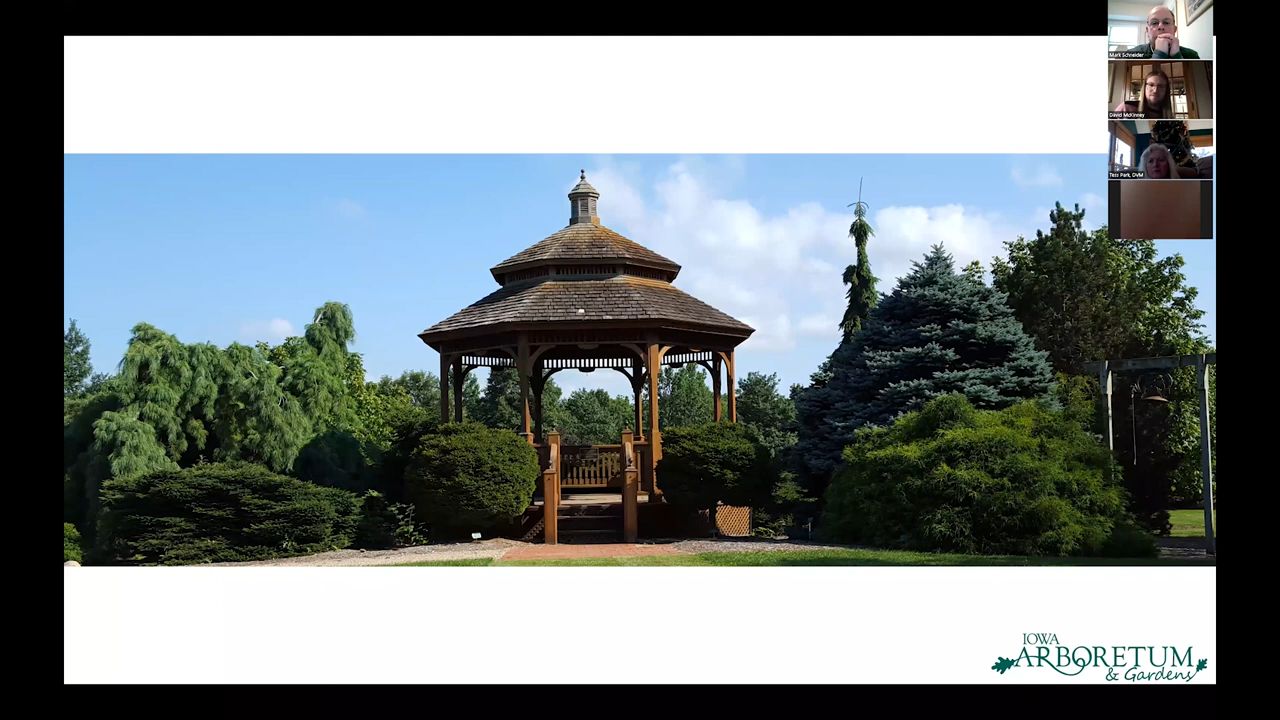 Mark Schneider
David McKinney
Tess Park, DVM
IOWA
ARBORETUM
& Gardens